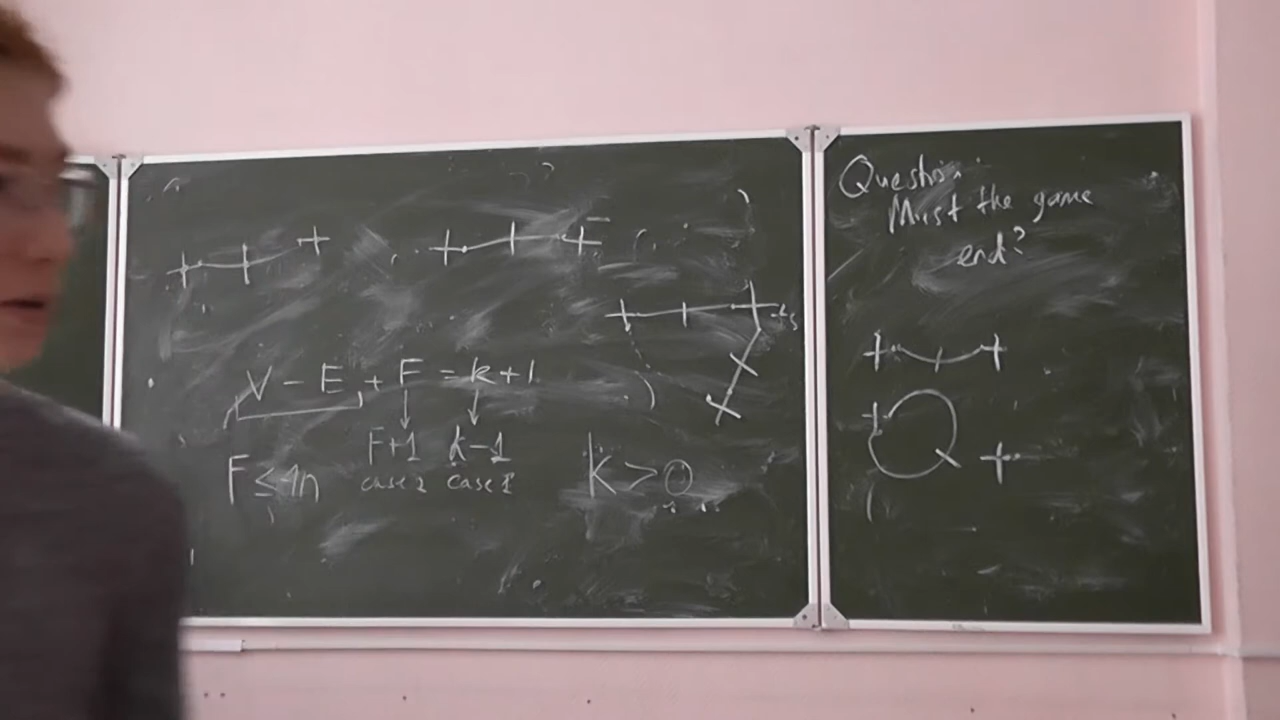 V - E + F = k+1
F+1 k-1
case 2 case 1
F ≤ 4n
k > 0
Question:
Must the game
end?